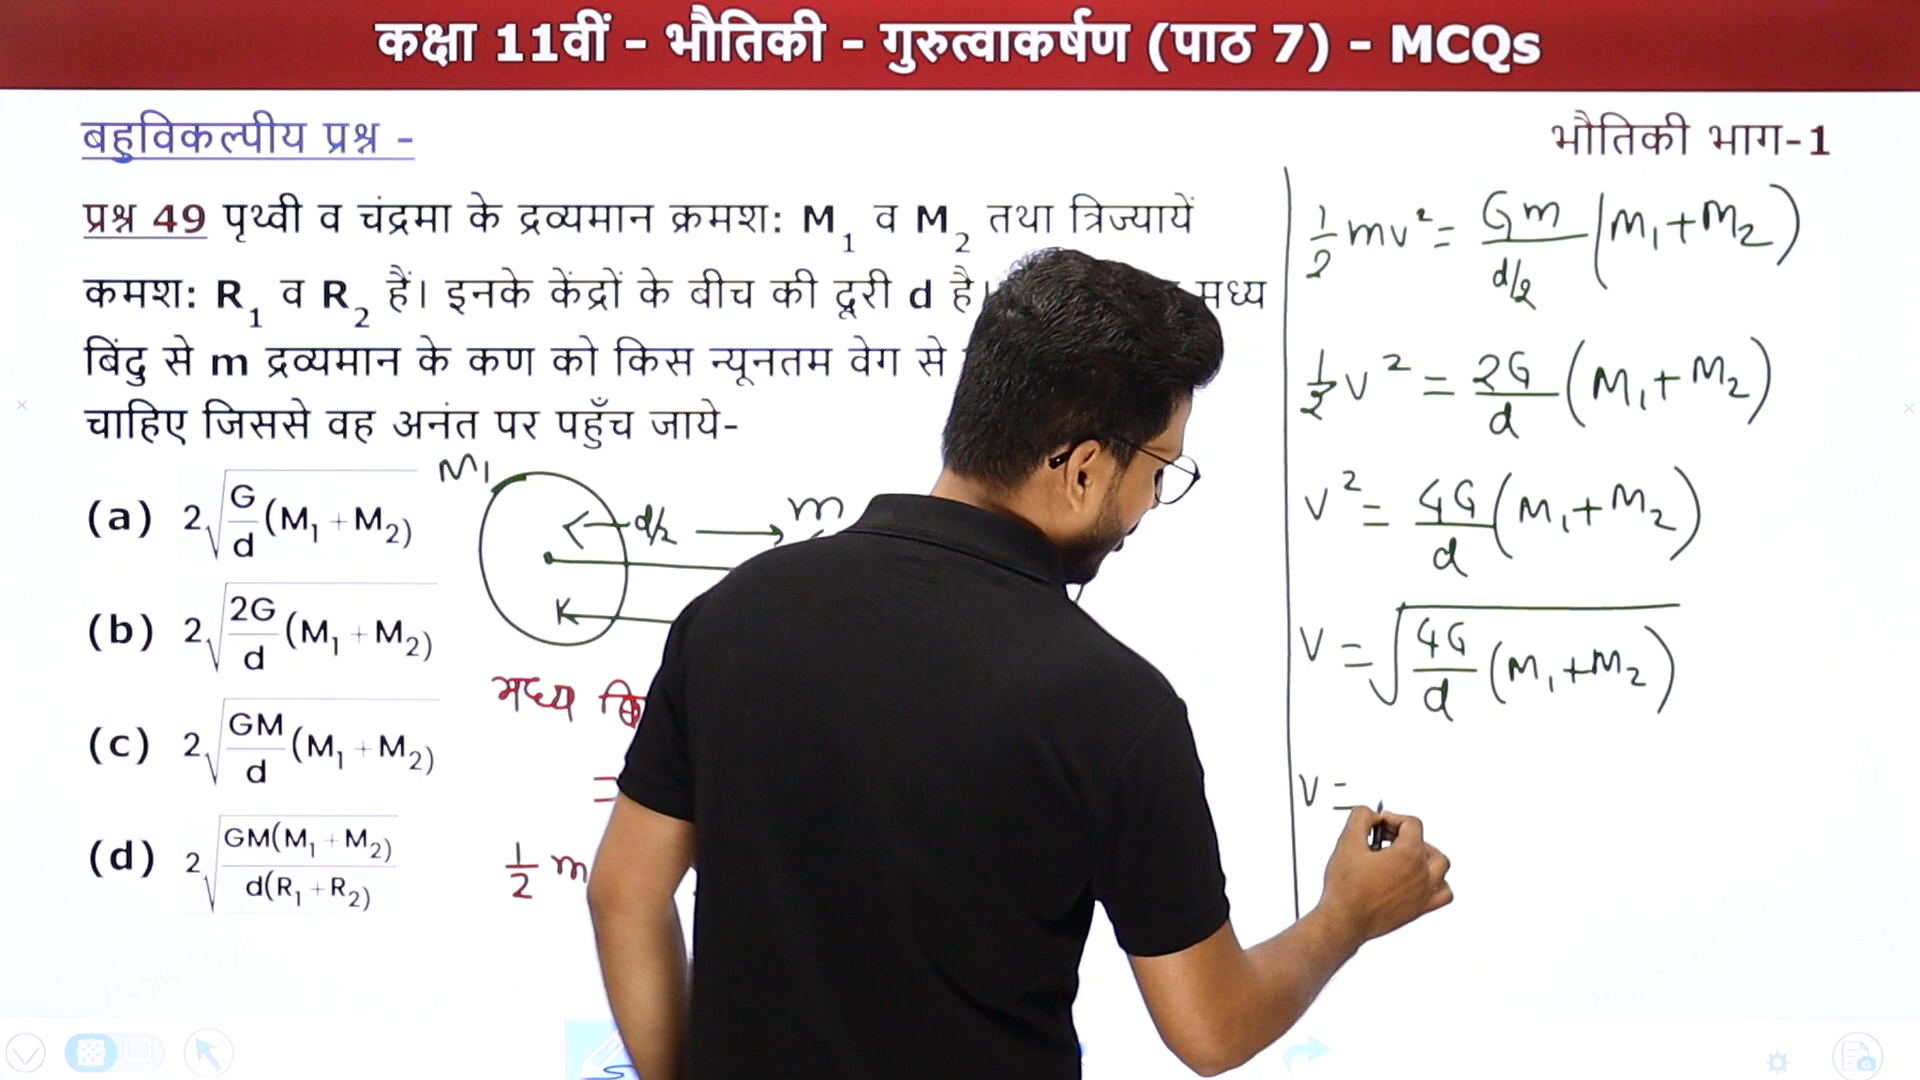 कक्षा 11वीं - भौतिकी - गुरुत्वाकर्षण (पाठ 7) - MCQs
बहुविकल्पीय प्रश्न -
भौतिकी भाग-1
प्रश्न 49 पृथ्वी व चंद्रमा के द्रव्यमान क्रमश: M₁ व M₂ तथा त्रिज्यायें
कमश: R₁ व R₂ हैं। इनके केंद्रों के बीच की दूरी d है। मध्य
बिंदु से m द्रव्यमान के कण को किस न्यूनतम वेग से
चाहिए जिससे वह अनंत पर पहुँच जाये-
(a) 2√(G/d (M₁ + M₂))
(b) 2√(2G/d (M₁ + M₂))
(c) 2√(GM/d (M₁ + M₂))
(d) 2√(GM(M₁ + M₂)/d(R₁ + R₂))
M₁
d/2
m
मध्य
=
1/2 m
1/2 mv² = Gm/(d/2) (M₁+M₂)
1/2 v² = 2G/d (M₁+M₂)
v² = 4G/d (M₁+M₂)
v = √(4G/d (M₁+M₂))
v =